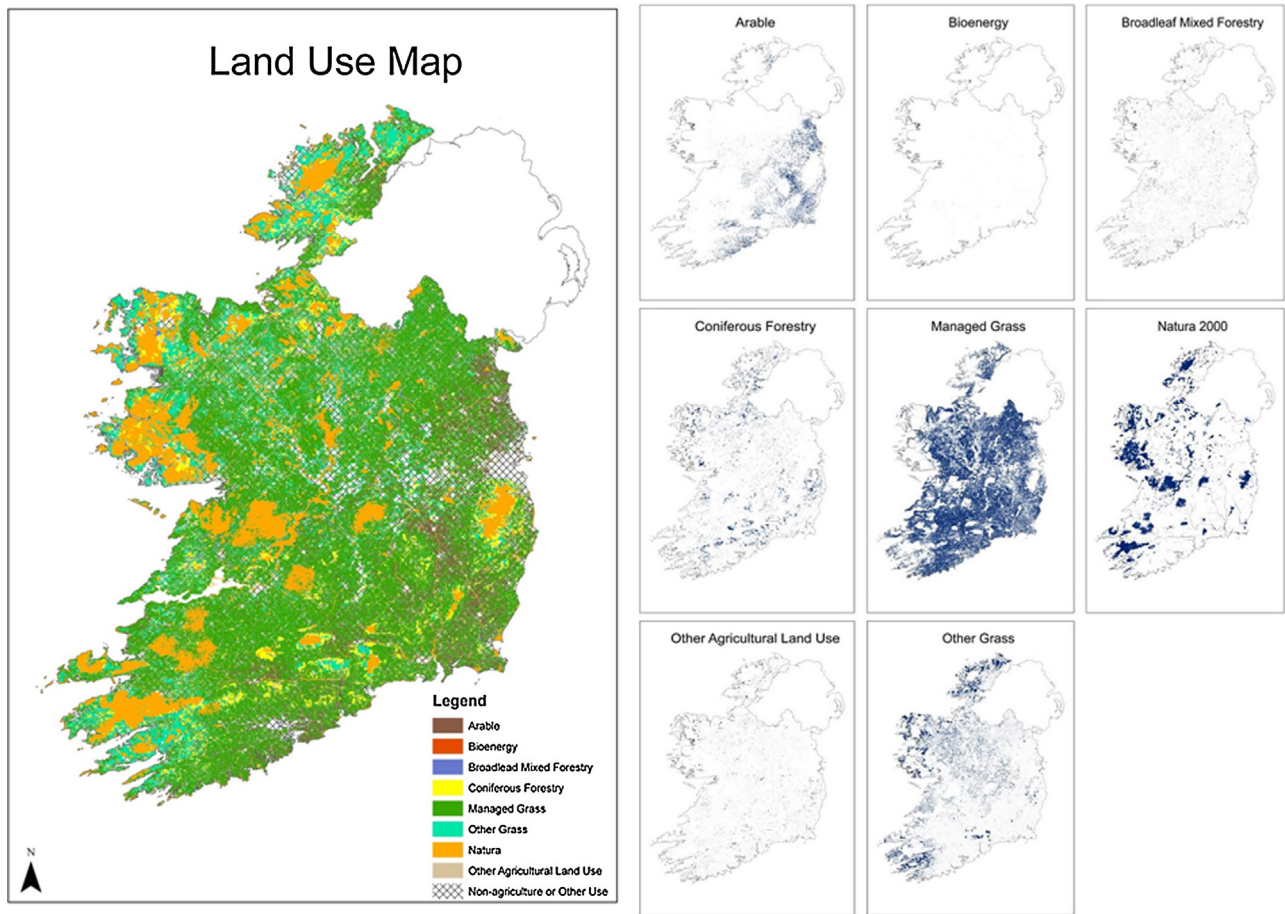 Land Use Map
N
Legend
Arable
Bioenergy
Broadlead Mixed Forestry
Coniferous Forestry
Managed Grass
Other Grass
Natura
Other Agricultural Land Use
Non-agriculture or Other Use
Arable
Bioenergy
Broadleaf Mixed Forestry
Coniferous Forestry
Managed Grass
Natura 2000
Other Agricultural Land Use
Other Grass